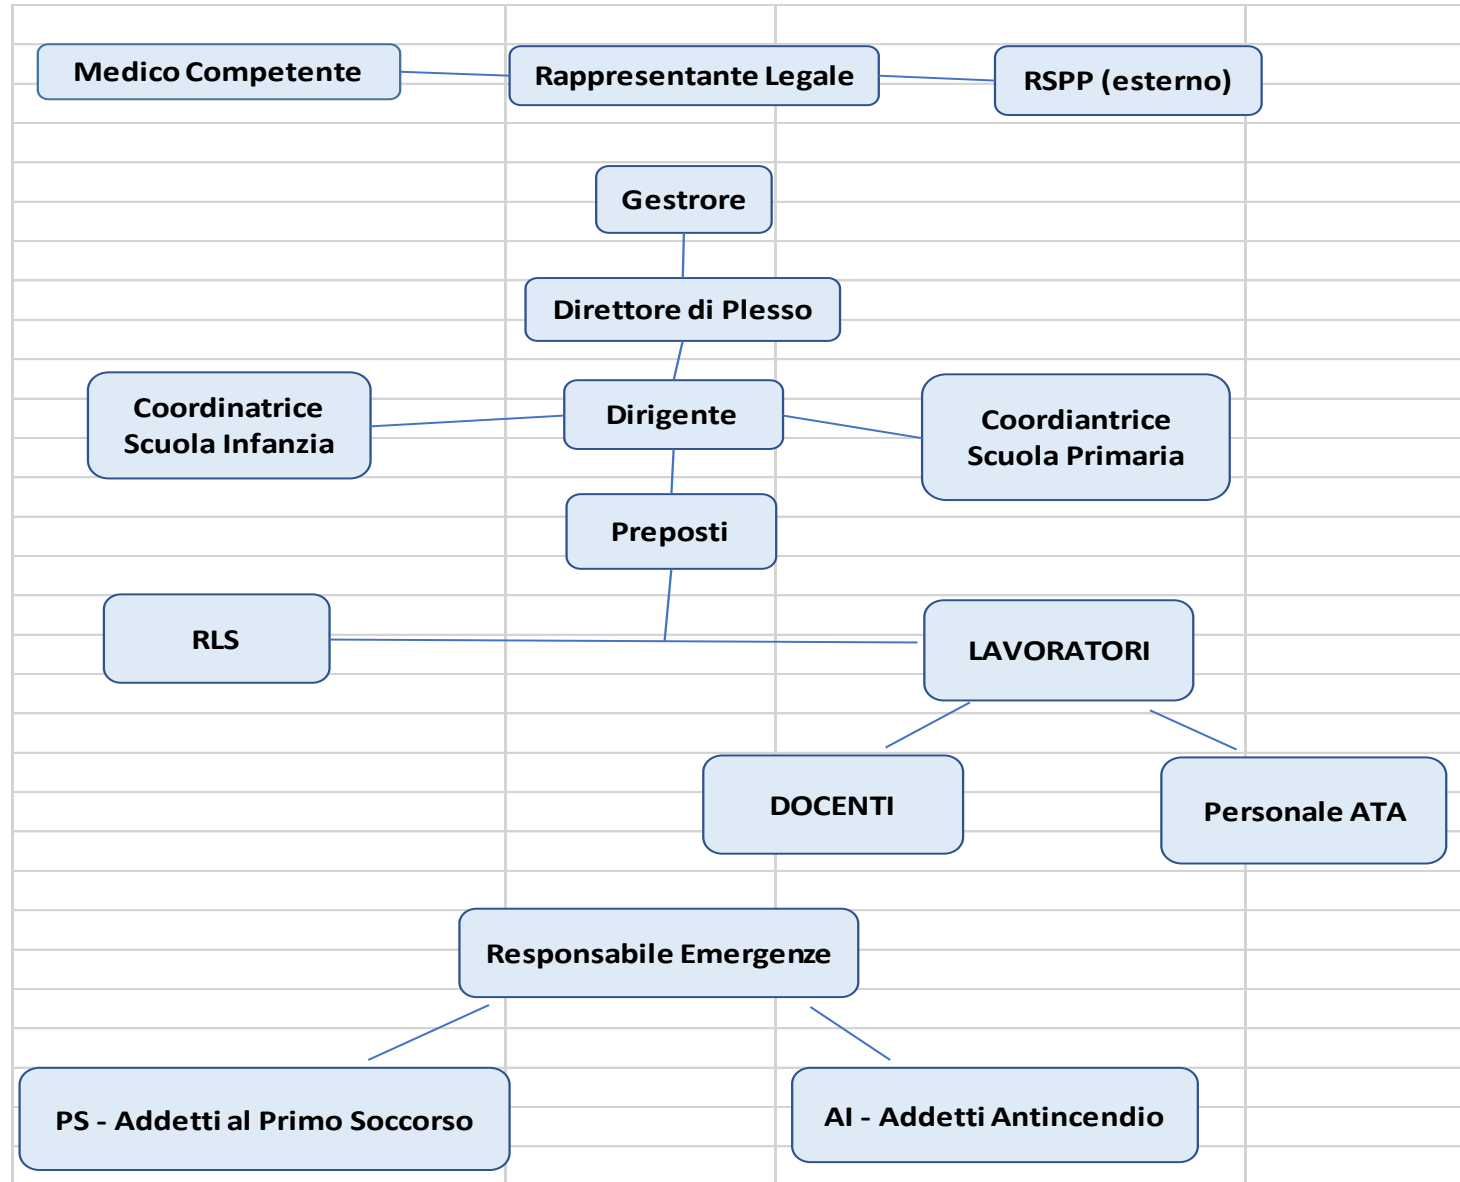 Medico Competente
Rappresentante Legale
RSPP (esterno)
Gestrore
Direttore di Plesso
Coordinatrice
Scuola Infanzia
Dirigente
Coordiantrice
Scuola Primaria
Preposti
RLS
LAVORATORI
DOCENTI
Personale ATA
Responsabile Emergenze
PS - Addetti al Primo Soccorso
AI - Addetti Antincendio